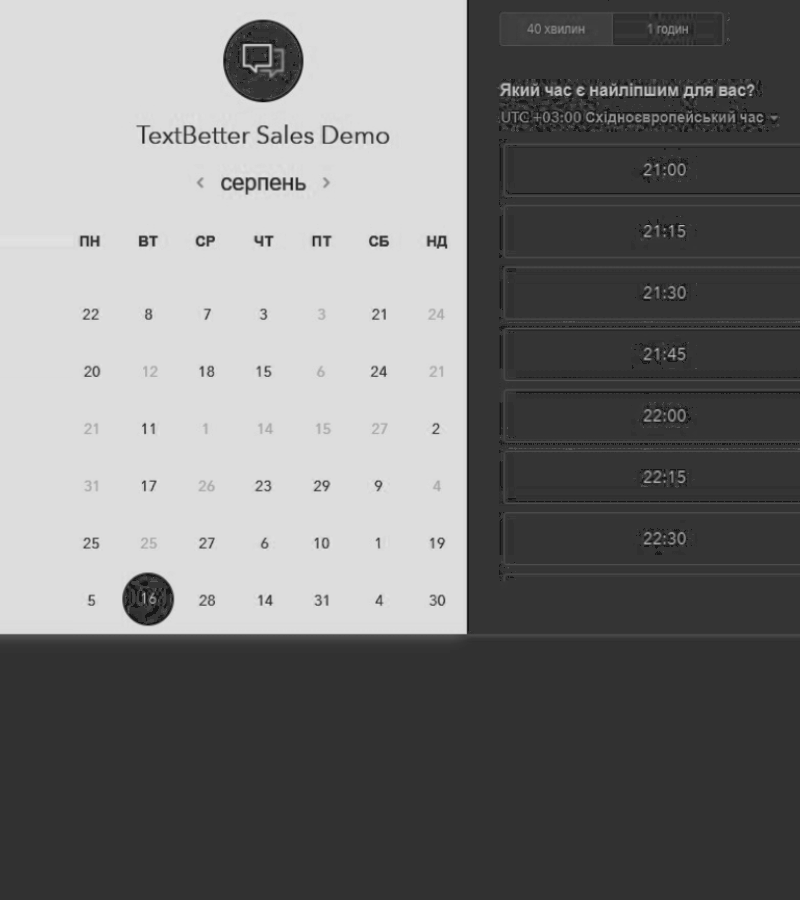 TextBetter Sales Demo
‹ серпень ›
ПН ВТ СР ЧТ ПТ СБ НД
22 8 7 3 3 21 24
20 12 18 15 6 24 21
21 11 1 14 15 27 2
31 17 26 23 29 9 4
25 25 27 6 10 1 19
5 16 28 14 31 4 30
40 хвилин 1 годин
Який час є найліпшим для вас?
UTC +03:00 Східноєвропейський час
21:00
21:15
21:30
21:45
22:00
22:15
22:30